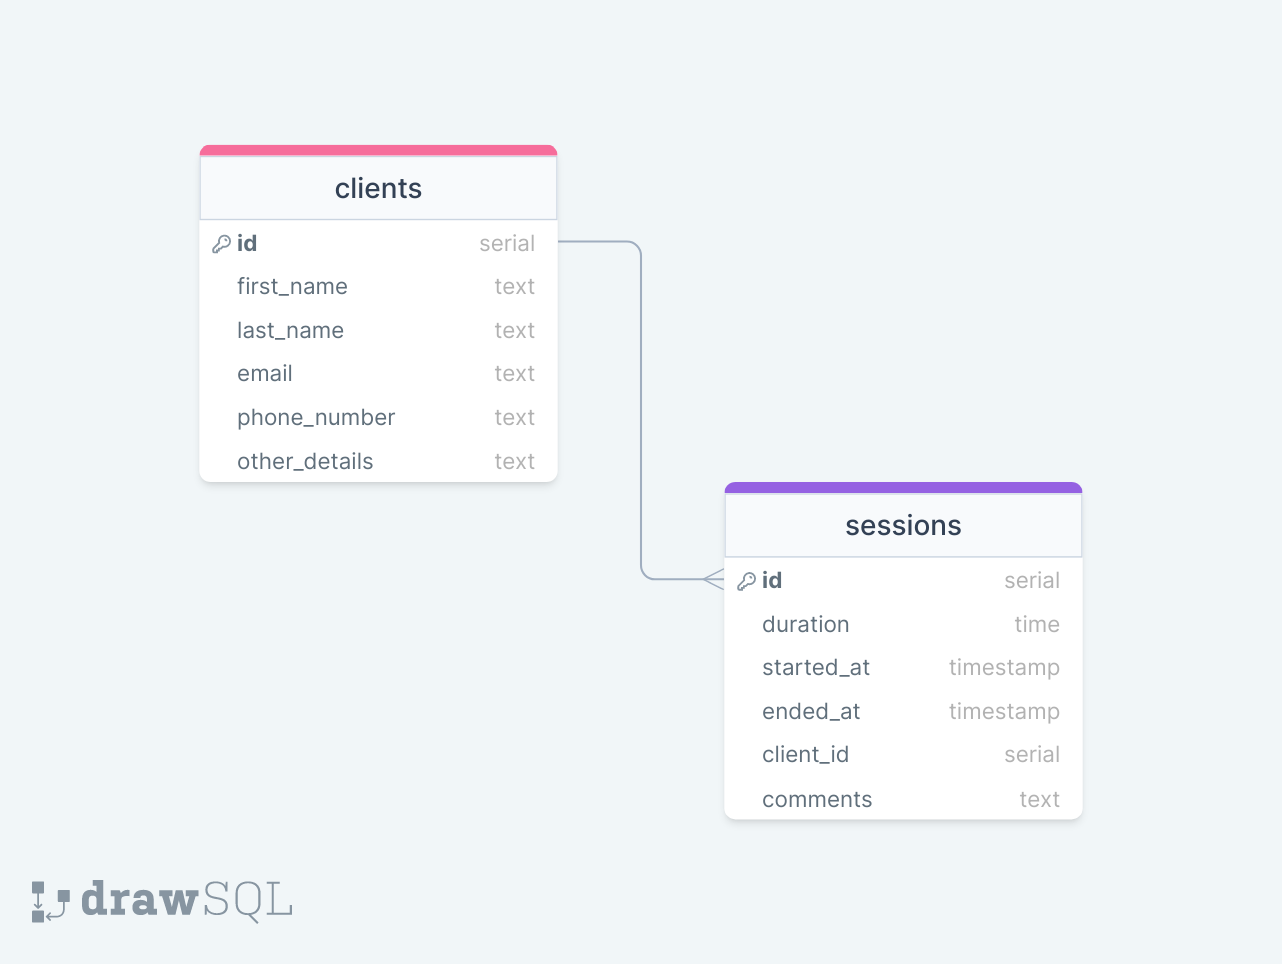 clients
id serial
first_name text
last_name text
email text
phone_number text
other_details text
sessions
id serial
duration time
started_at timestamp
ended_at timestamp
client_id serial
comments text
drawSQL